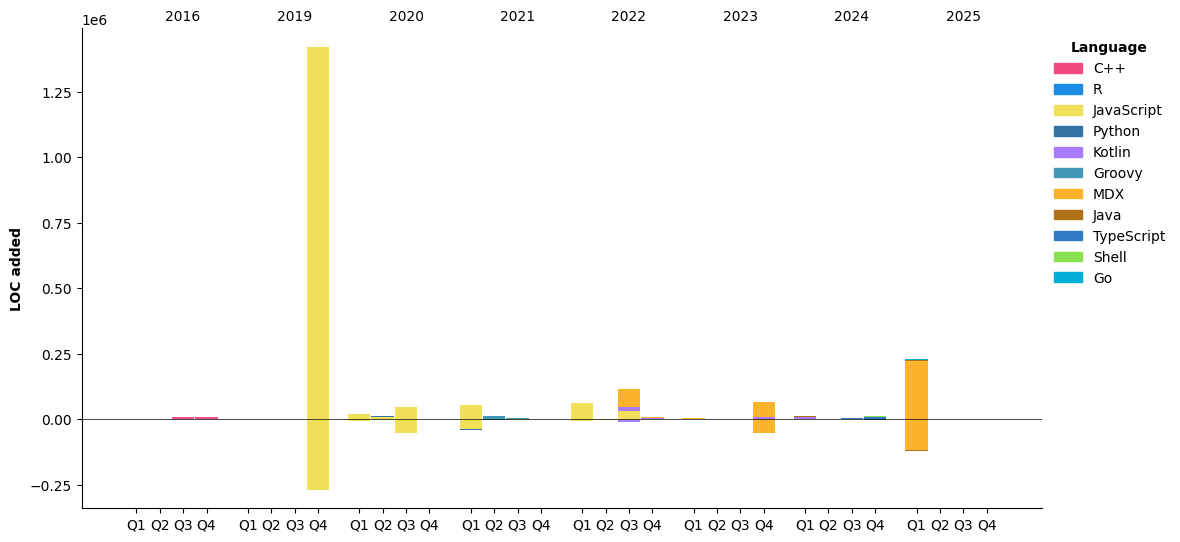 2016 2019 2020 2021 2022 2023 2024 2025
1e6
Language
C++
R
JavaScript
Python
Kotlin
Groovy
MDX
Java
TypeScript
Shell
Go
LOC added
1.25
1.00
0.75
0.50
0.25
0.00
−0.25
Q1 Q2 Q3 Q4 Q1 Q2 Q3 Q4 Q1 Q2 Q3 Q4 Q1 Q2 Q3 Q4 Q1 Q2 Q3 Q4 Q1 Q2 Q3 Q4 Q1 Q2 Q3 Q4 Q1 Q2 Q3 Q4